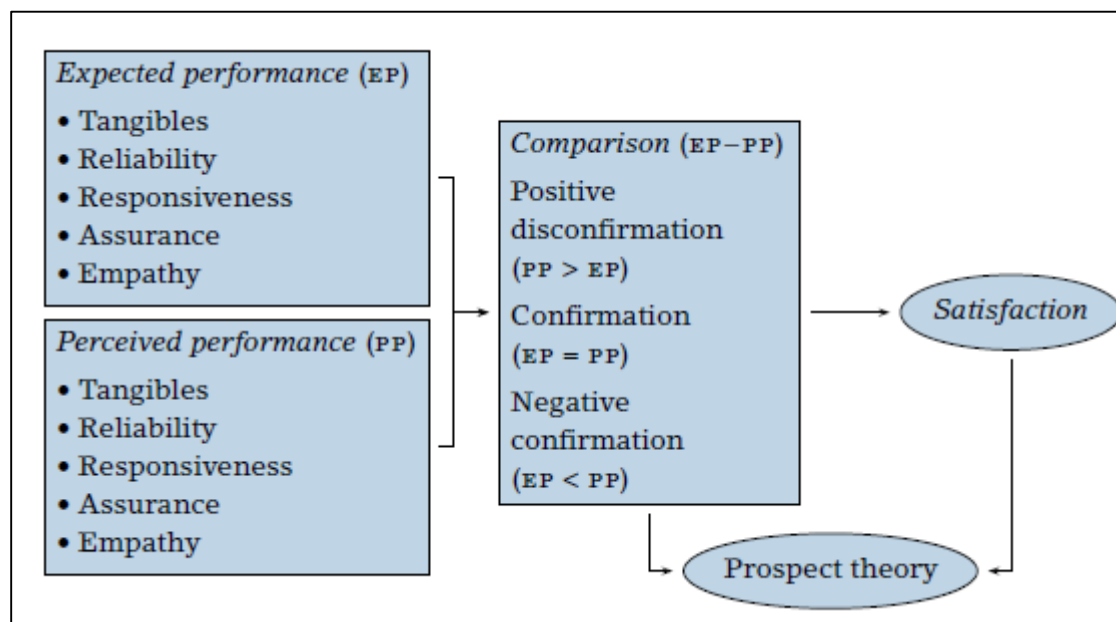 Expected performance (EP)
• Tangibles
• Reliability
• Responsiveness
• Assurance
• Empathy
Perceived performance (PP)
• Tangibles
• Reliability
• Responsiveness
• Assurance
• Empathy
Comparison (EP–PP)
Positive
disconfirmation
(PP > EP)
Confirmation
(EP = PP)
Negative
confirmation
(EP < PP)
Satisfaction
Prospect theory